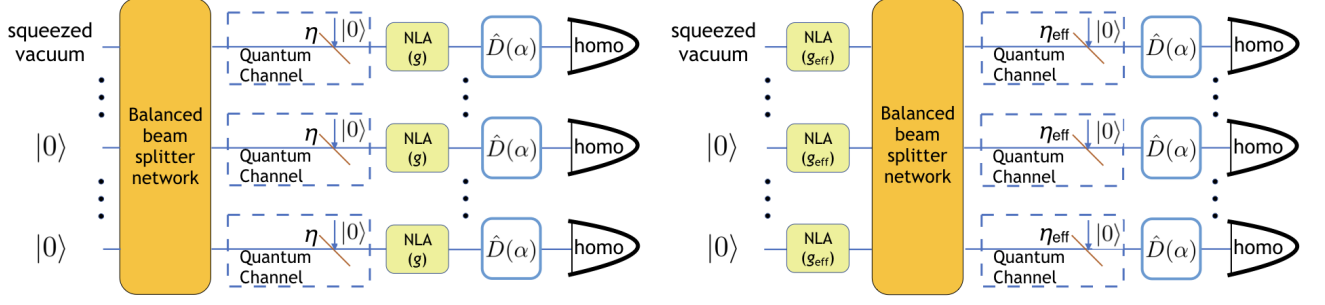 squeezed
vacuum
|0⟩
|0⟩
Balanced
beam
splitter
network
η |0⟩
Quantum
Channel
NLA
(g)
D̂(α)
homo
η |0⟩
Quantum
Channel
NLA
(g)
D̂(α)
homo
η |0⟩
Quantum
Channel
NLA
(g)
D̂(α)
homo
squeezed
vacuum
|0⟩
|0⟩
NLA
(g_eff)
NLA
(g_eff)
NLA
(g_eff)
Balanced
beam
splitter
network
η_eff |0⟩
Quantum
Channel
D̂(α)
homo
η_eff |0⟩
Quantum
Channel
D̂(α)
homo
η_eff |0⟩
Quantum
Channel
D̂(α)
homo